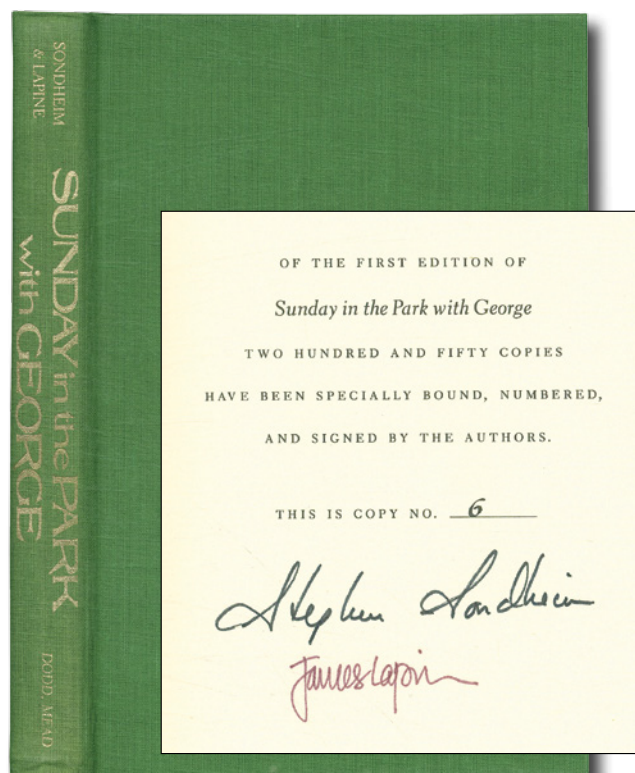 SONDHEIM
& LAPINE
SUNDAY in the PARK
with GEORGE
DODD, MEAD
OF THE FIRST EDITION OF
Sunday in the Park with George
TWO HUNDRED AND FIFTY COPIES
HAVE BEEN SPECIALLY BOUND, NUMBERED,
AND SIGNED BY THE AUTHORS.
THIS IS COPY NO. 6
Stephen Sondheim
James Lapine